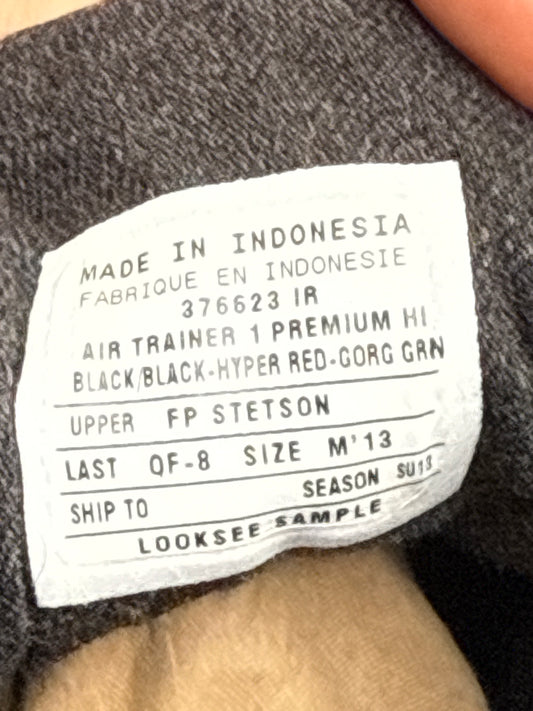 MADE IN INDONESIA
FABRIQUE EN INDONESIE
376623 IR
AIR TRAINER 1 PREMIUM HI
BLACK/BLACK-HYPER RED-GORG GRN
UPPER FP STETSON
LAST QF-8 SIZE M'13
SHIP TO SEASON SU13
LOOKSEE SAMPLE